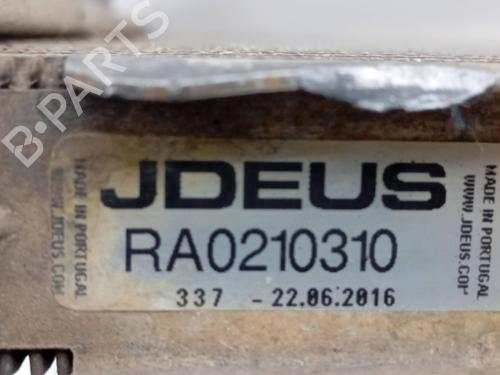 B-PARTS
JDEUS
RA0210310
337 - 22.06.2016
MADE IN PORTUGAL
WWW.JDEUS.COM
MADE IN PORTUGAL
WWW.JDEUS.COM